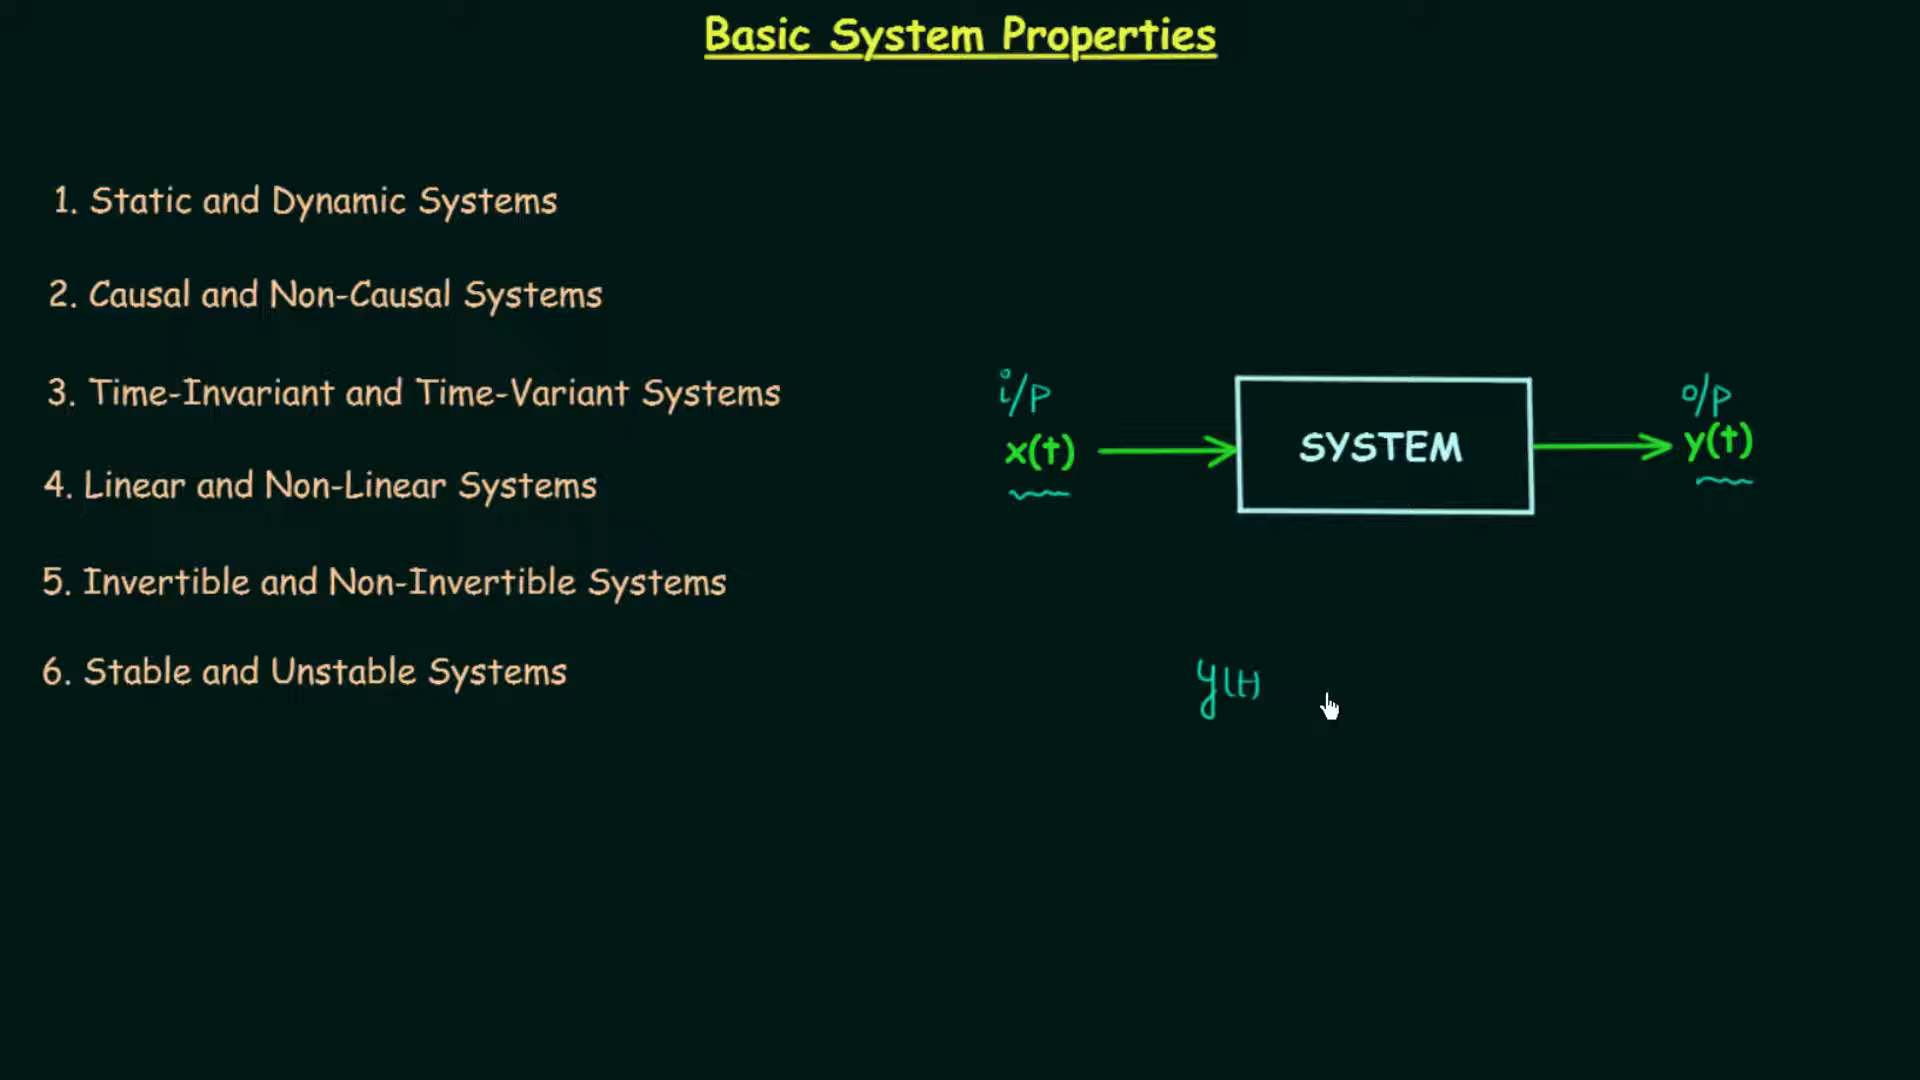 Basic System Properties
1. Static and Dynamic Systems
2. Causal and Non-Causal Systems
3. Time-Invariant and Time-Variant Systems
4. Linear and Non-Linear Systems
5. Invertible and Non-Invertible Systems
6. Stable and Unstable Systems
i/p
x(t)
SYSTEM
o/p
y(t)
y(t)